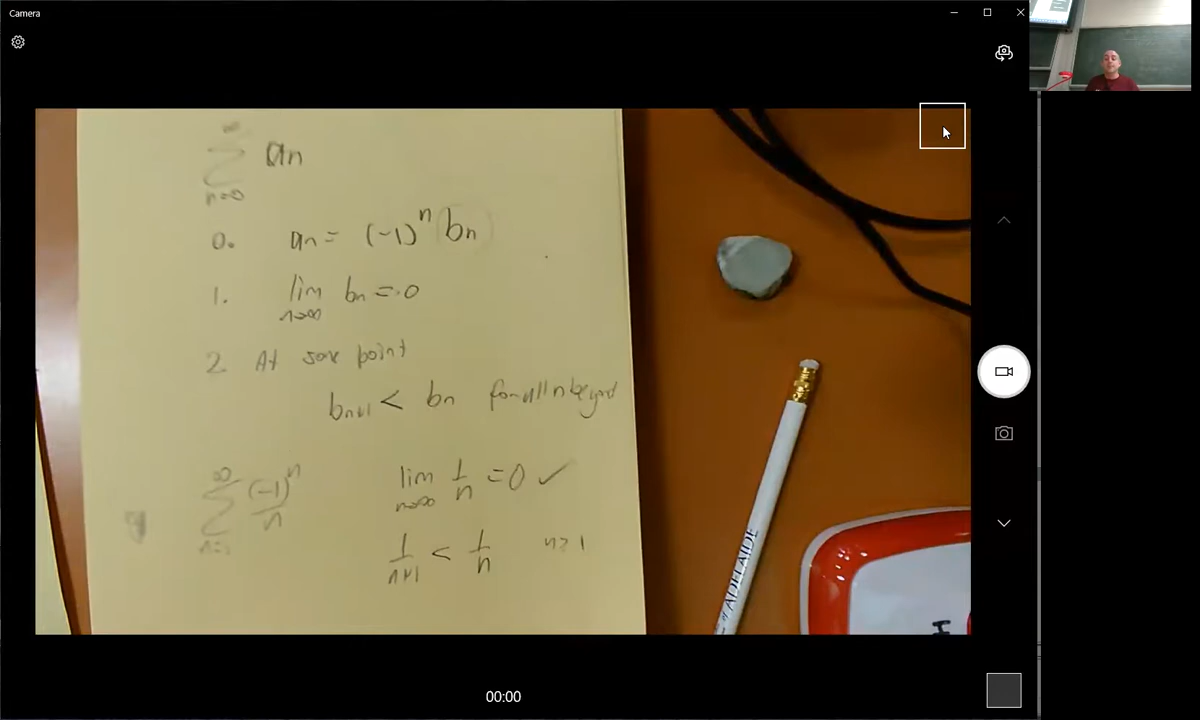 Camera
∞
∑ an
n=0
0. an = (-1)^n (bn)
1. lim bn = 0
n→∞
2. At some point
bn+1 < bn for all n beyond
∞
∑ (-1)^n/n lim 1/n = 0 ✓
n=1 n→∞
1/n+1 < 1/n n≥1
ADELAIDE
H
00:00